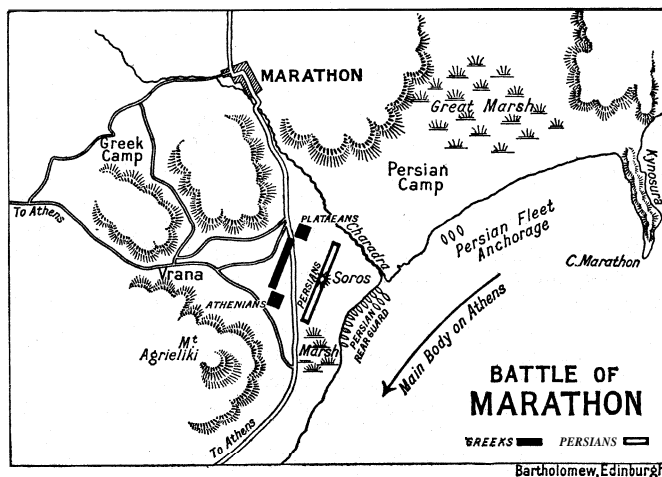 MARATHON
Great Marsh
Greek
Camp
Persian
Camp
Kynosura
To Athens
PLATAEANS
Charadra
Persian Fleet
Anchorage
C. Marathon
Vrana
PERSIANS
Soros
ATHENIANS
PERSIAN
REAR GUARD
Main Body on Athens
Mt
Agrieliki
Marsh
To Athens
BATTLE OF
MARATHON
GREEKS PERSIANS
Bartholomew, Edinburgh